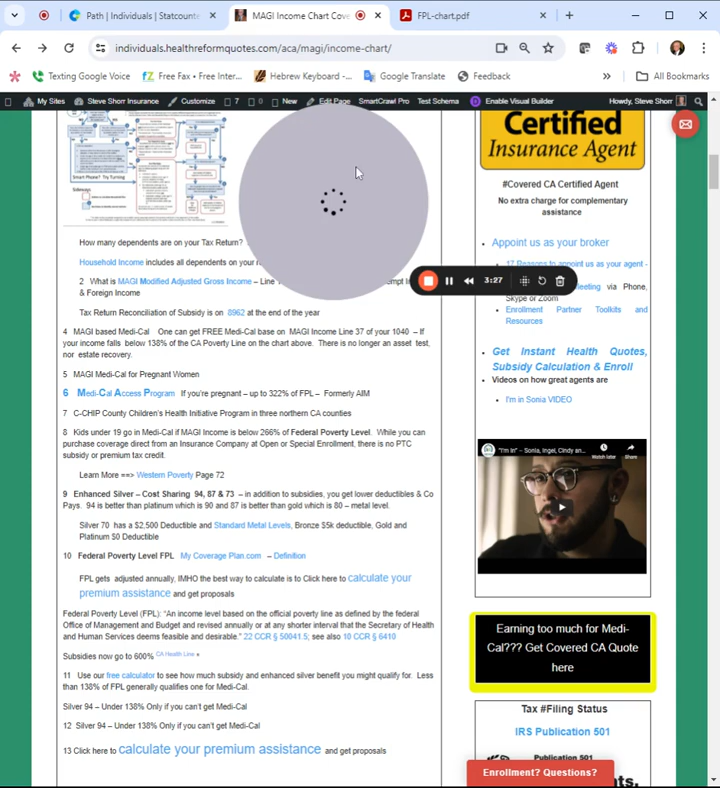 Path | Individuals | Statcounte
MAGI Income Chart Cove
FPL-chart.pdf
individuals.healthreformquotes.com/aca/magi/income-chart/
Texting Google Voice
Free Fax • Free Inter...
Hebrew Keyboard -...
Google Translate
Feedback
All Bookmarks
My Sites
Steve Shorr Insurance
Customize
7
0
New
Edit Page
SmartCrawl Pro
Test Schema
Enable Visual Builder
Howdy, Steve Shorr
Smart Phone? Try Turning
Sideways
How many dependents are on your Tax Return?
Household Income includes all dependents on your
2 What is MAGI Modified Adjusted Gross Income – Line
& Foreign Income
Tax Return Reconciliation of Subsidy is on 8962 at the end of the year
4 MAGI based Medi-Cal One can get FREE Medi-Cal base on MAGI Income Line 37 of your 1040 – If
your income falls below 138% of the CA Poverty Line on the chart above. There is no longer an asset test,
nor estate recovery.
5 MAGI Medi-Cal for Pregnant Women
6 Medi-Cal Access Program If you're pregnant – up to 322% of FPL – Formerly AIM
7 C-CHIP County Children's Health Initiative Program in three northern CA counties
8 Kids under 19 go in Medi-Cal if MAGI Income is below 266% of Federal Poverty Level. While you can
purchase coverage direct from an Insurance Company at Open or Special Enrollment, there is no PTC
subsidy or premium tax credit.
Learn More ==> Western Poverty Page 72
9 Enhanced Silver – Cost Sharing 94, 87 & 73 – in addition to subsidies, you get lower deductibles & Co
Pays. 94 is better than platinum which is 90 and 87 is better than gold which is 80 – metal level.
Silver 70 has a $2,500 Deductible and Standard Metal Levels, Bronze $5k deductible, Gold and
Platinum $0 Deductible
10 Federal Poverty Level FPL My Coverage Plan.com – Definition
FPL gets adjusted annually, IMHO the best way to calculate is to Click here to calculate your
premium assistance and get proposals
Federal Poverty Level (FPL): "An income level based on the official poverty line as defined by the federal
Office of Management and Budget and revised annually or at any shorter interval that the Secretary of Health
and Human Services deems feasible and desirable." 22 CCR § 50041.5; see also 10 CCR § 6410
Subsidies now go to 600% CA Health Line *
11 Use our free calculator to see how much subsidy and enhanced silver benefit you might qualify for. Less
than 138% of FPL generally qualifies one for Medi-Cal.
Silver 94 – Under 138% Only if you can't get Medi-Cal
12 Silver 94 – Under 138% Only if you can't get Medi-Cal
13 Click here to calculate your premium assistance and get proposals
3:27
Certified
Insurance Agent
#Covered CA Certified Agent
No extra charge for complementary
assistance
Appoint us as your broker
17 Reasons to appoint us as your agent -
eeting via Phone,
Skype or Zoom
Enrollment Partner Toolkits and
Resources
Get Instant Health Quotes,
Subsidy Calculation & Enroll
Videos on how great agents are
I'm in Sonia VIDEO
"I'm In" - Sonia, Ingel, Cindy an...
Watch later
Share
Earning too much for Medi-
Cal??? Get Covered CA Quote
here
Tax #Filing Status
IRS Publication 501
Publication 501
Enrollment? Questions?